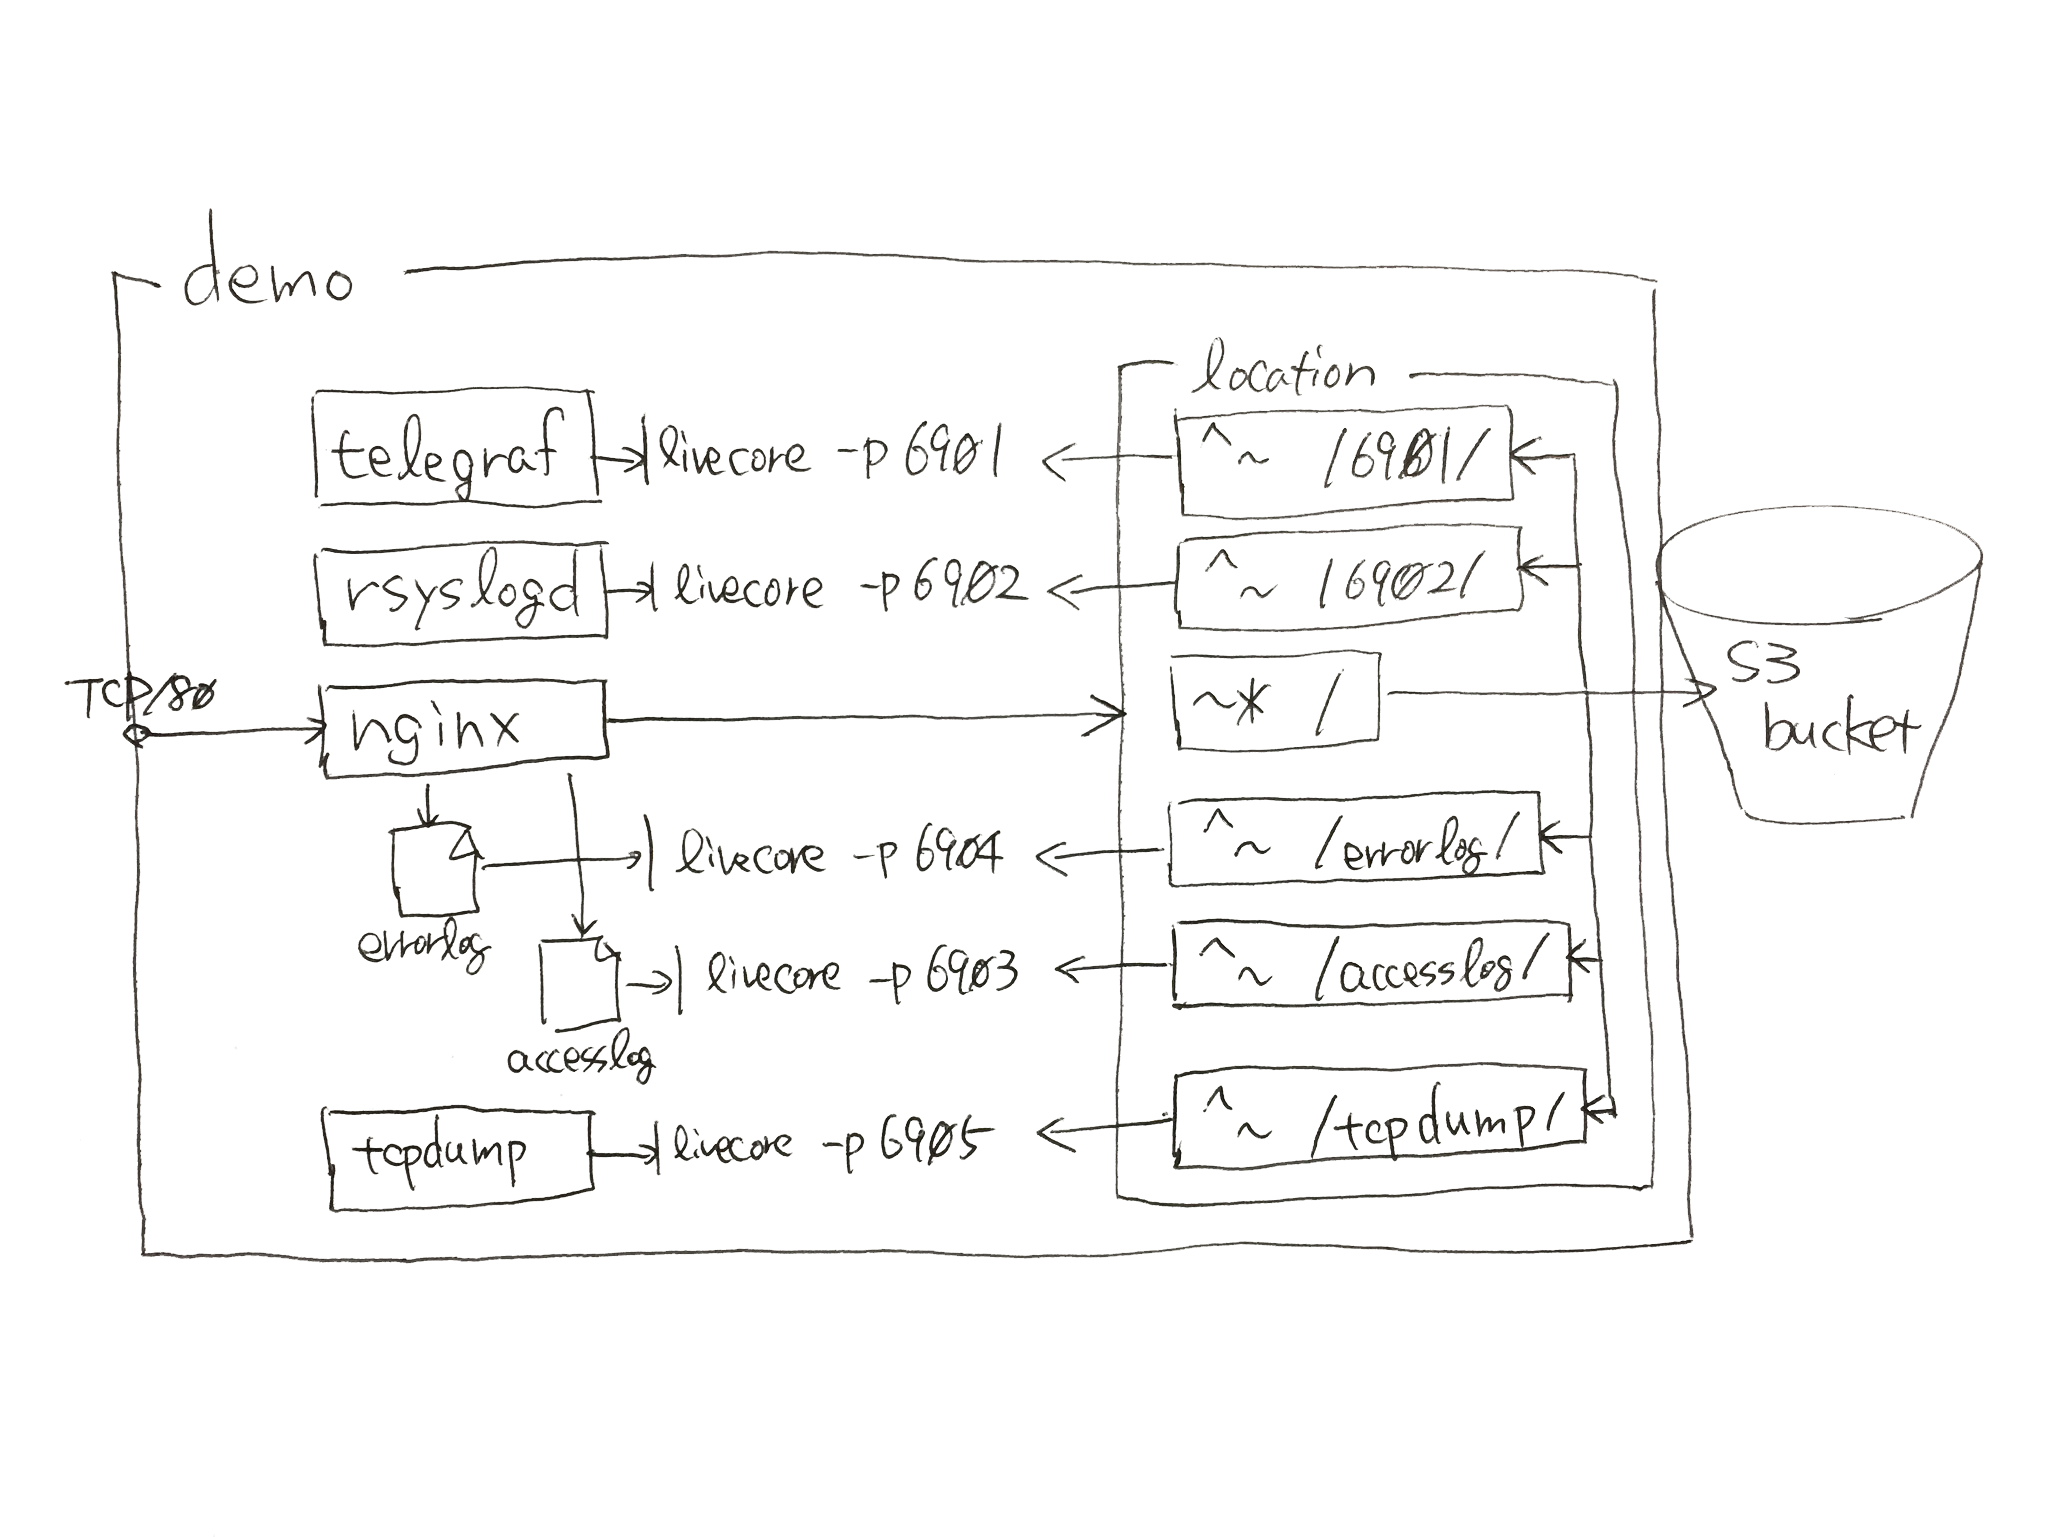 demo
location
telegraf → | livecore -p 6901 ← ^~ /6901/
rsyslogd → | livecore -p 6902 ← ^~ /6902/
TCP/80
nginx
~* /
S3
bucket
| livecore -p 6904 ← ^~ /errorlog/
errorlog
| livecore -p 6903 ← ^~ /accesslog/
accesslog
tcpdump → | livecore -p 6905 ← ^~ /tcpdump/